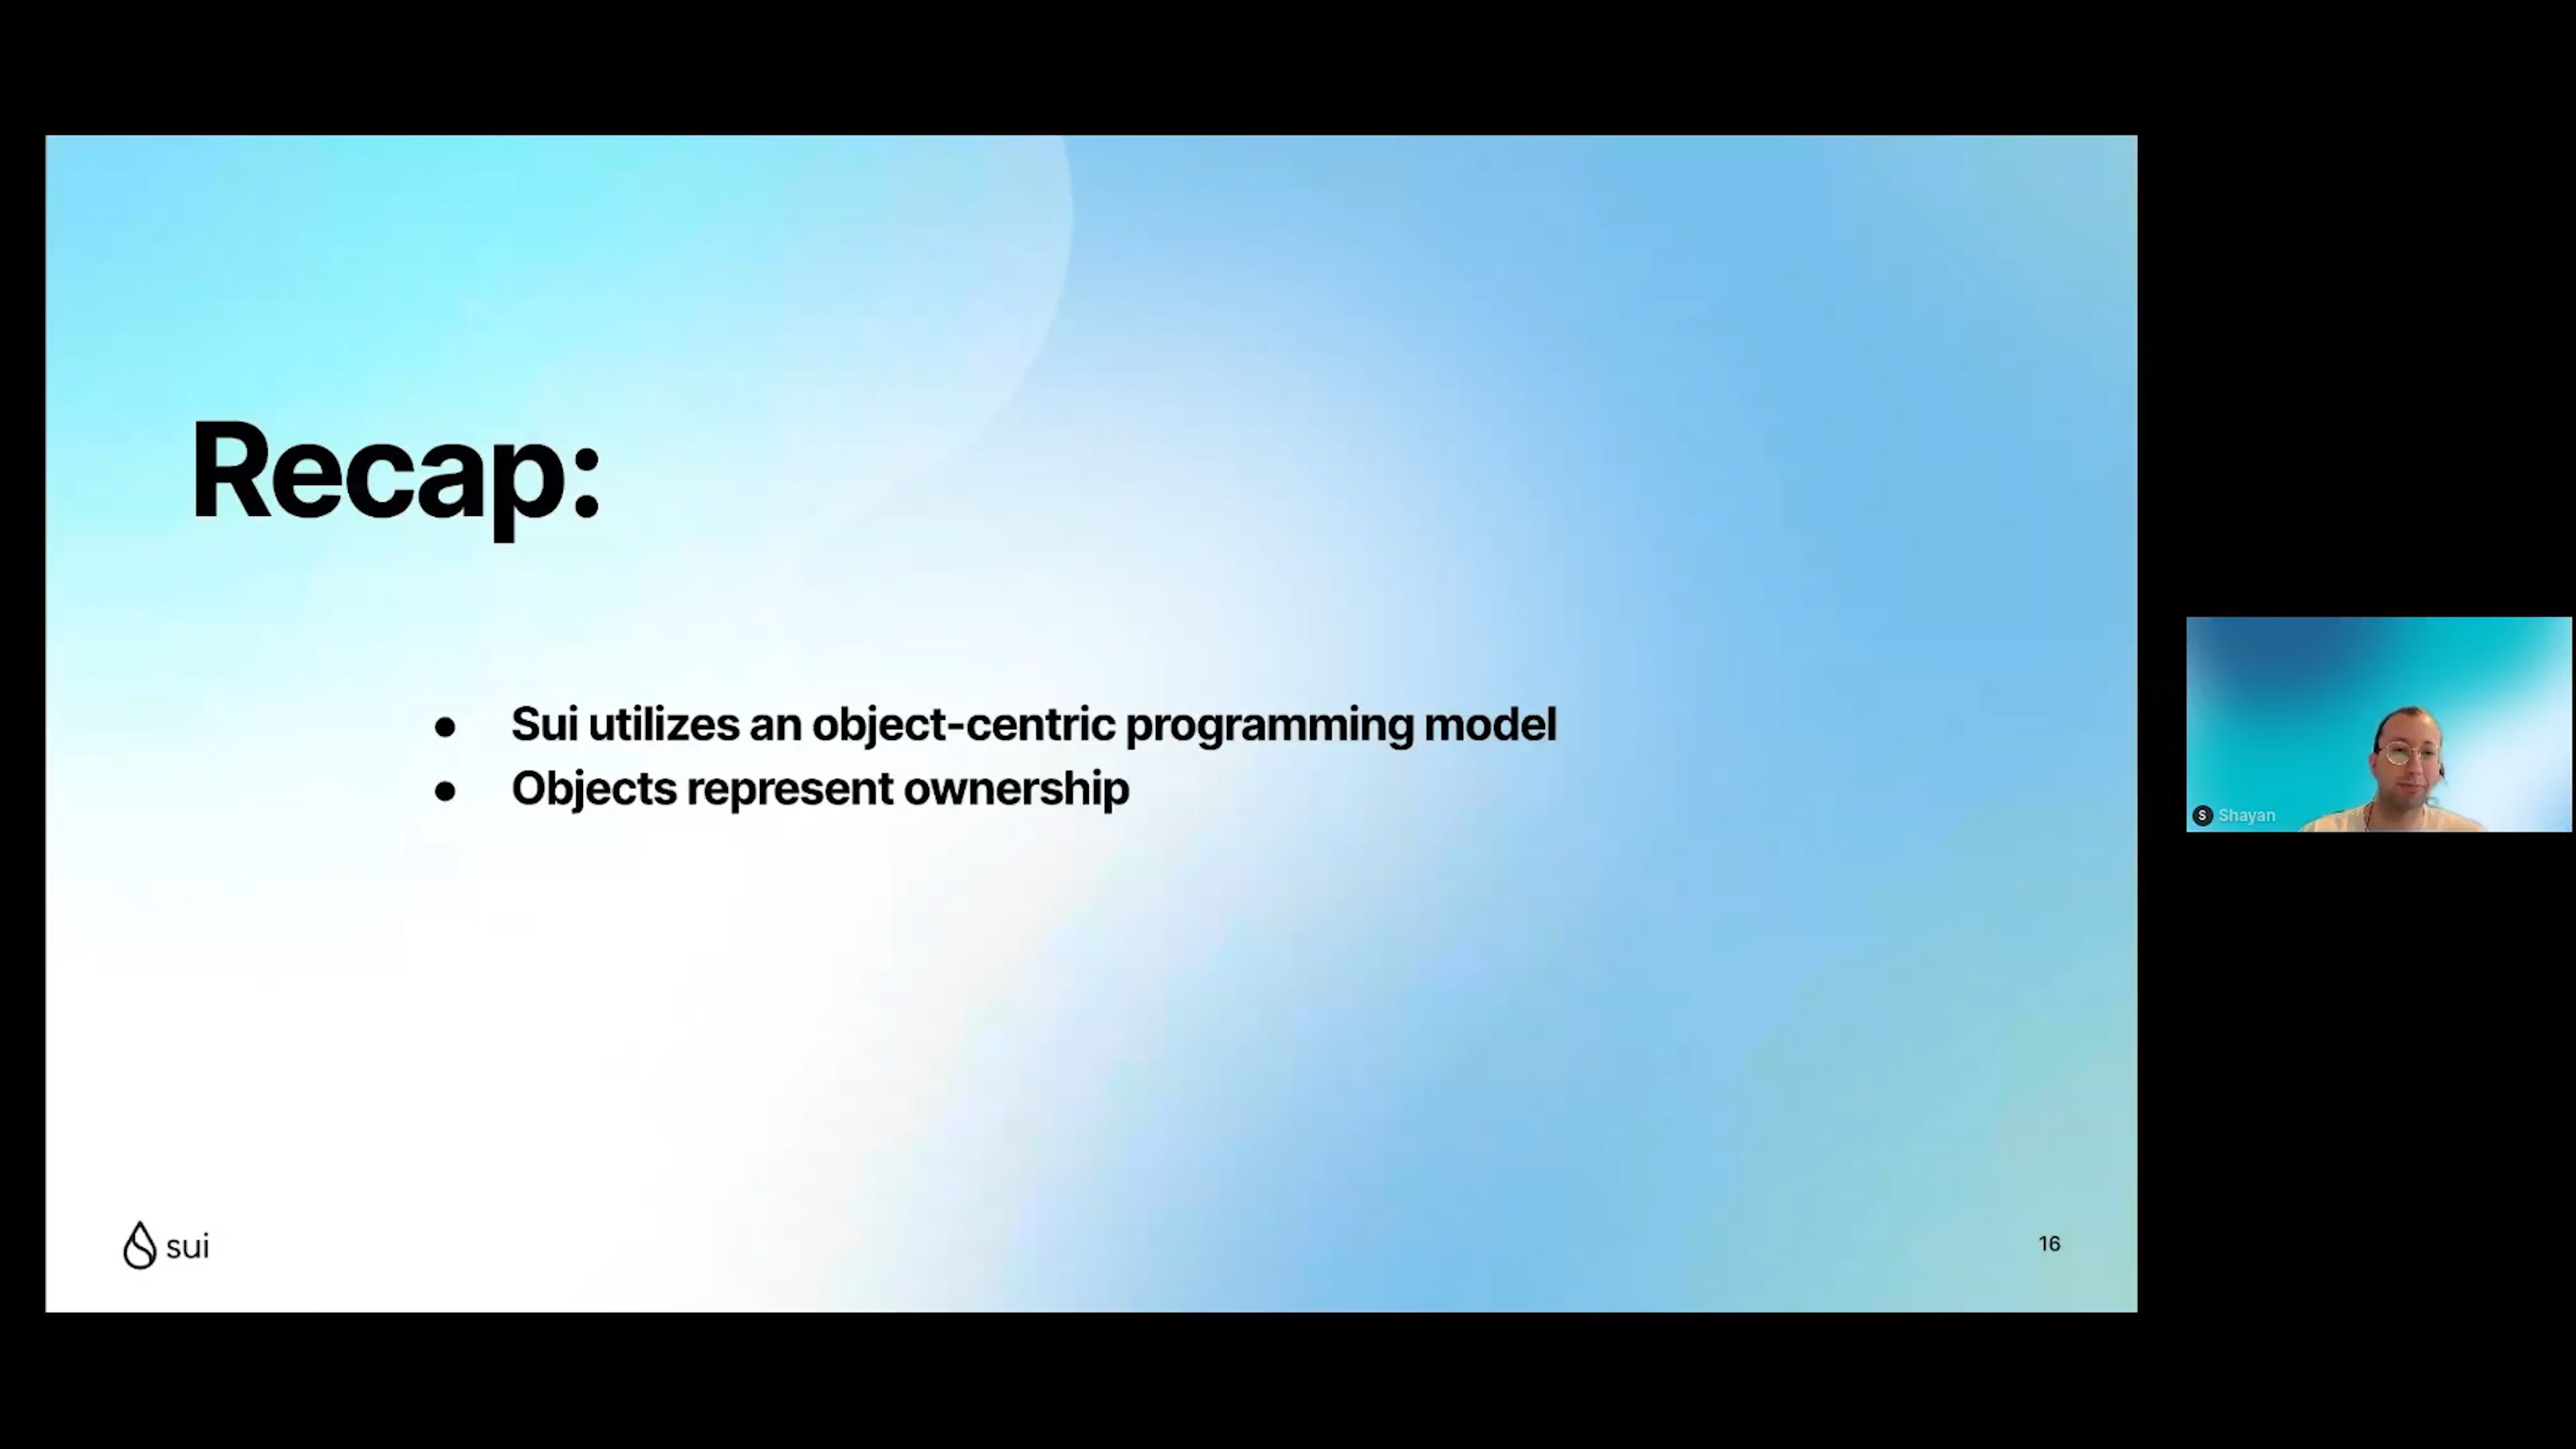 Recap:
● Sui utilizes an object-centric programming model
● Objects represent ownership
sui
16
S Shayan